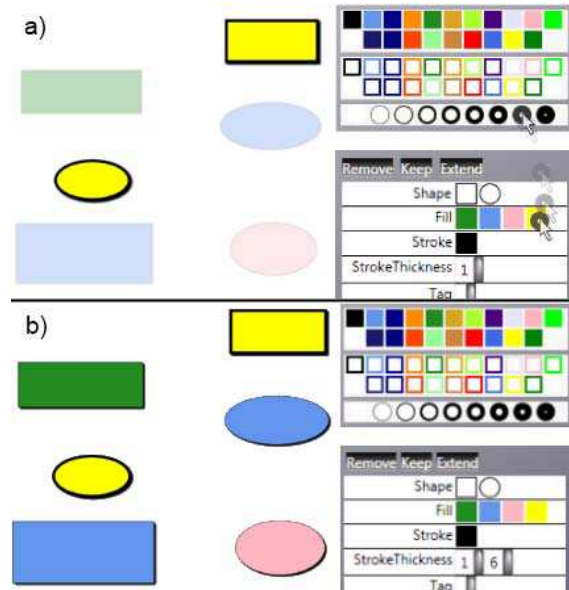 a)
Remove Keep Extend
Shape
Fill
Stroke
StrokeThickness 1
Tag
b)
Remove Keep Extend
Shape
Fill
Stroke
StrokeThickness 1 6
Tag